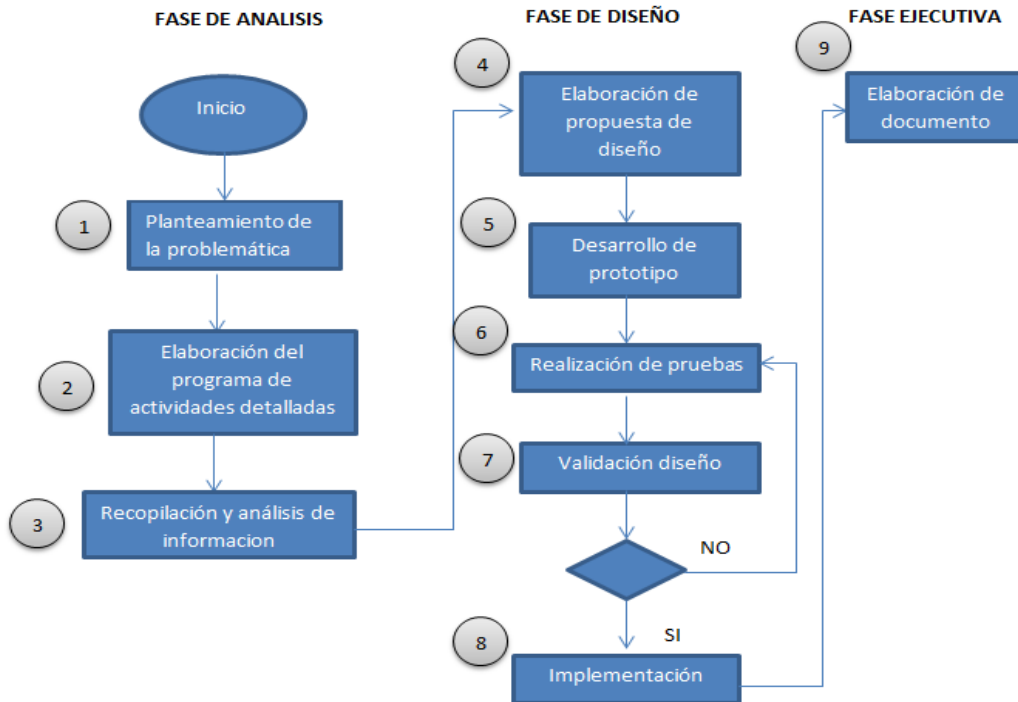 FASE DE ANALISIS
Inicio
1
Planteamiento de
la problemática
2
Elaboración del
programa de
actividades detalladas
3
Recopilación y análisis de
informacion
FASE DE DISEÑO
4
Elaboración de
propuesta de
diseño
5
Desarrollo de
prototipo
6
Realización de pruebas
7
Validación diseño
NO
SI
8
Implementación
FASE EJECUTIVA
9
Elaboración de
documento